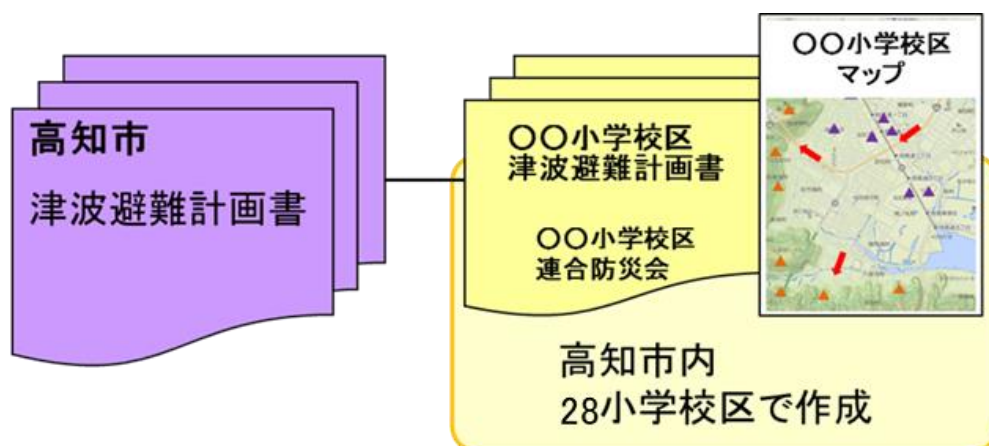 高知市
津波避難計画書
〇〇小学校区
津波避難計画書
〇〇小学校区
連合防災会
〇〇小学校区
マップ
高知市内
28小学校区で作成